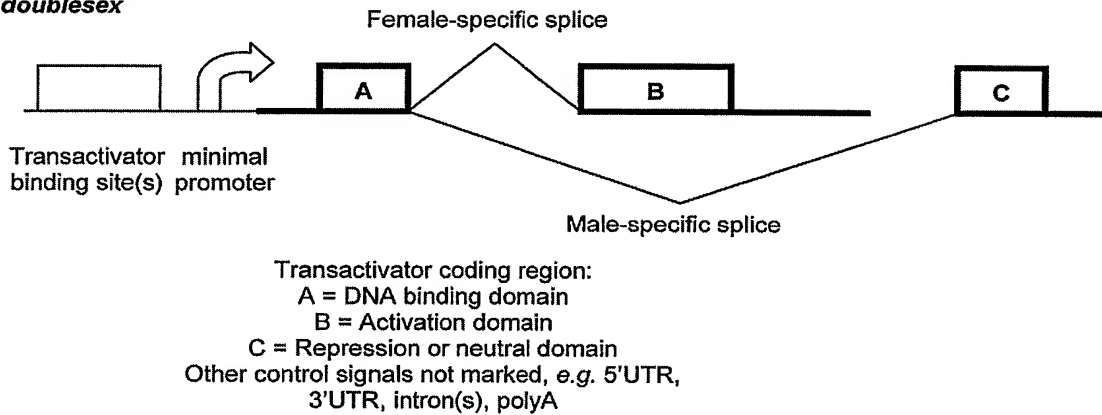 doublesex
Female-specific splice
A
B
C
Transactivator minimal
binding site(s) promoter
Male-specific splice
Transactivator coding region:
A = DNA binding domain
B = Activation domain
C = Repression or neutral domain
Other control signals not marked, e.g. 5'UTR,
3'UTR, intron(s), polyA